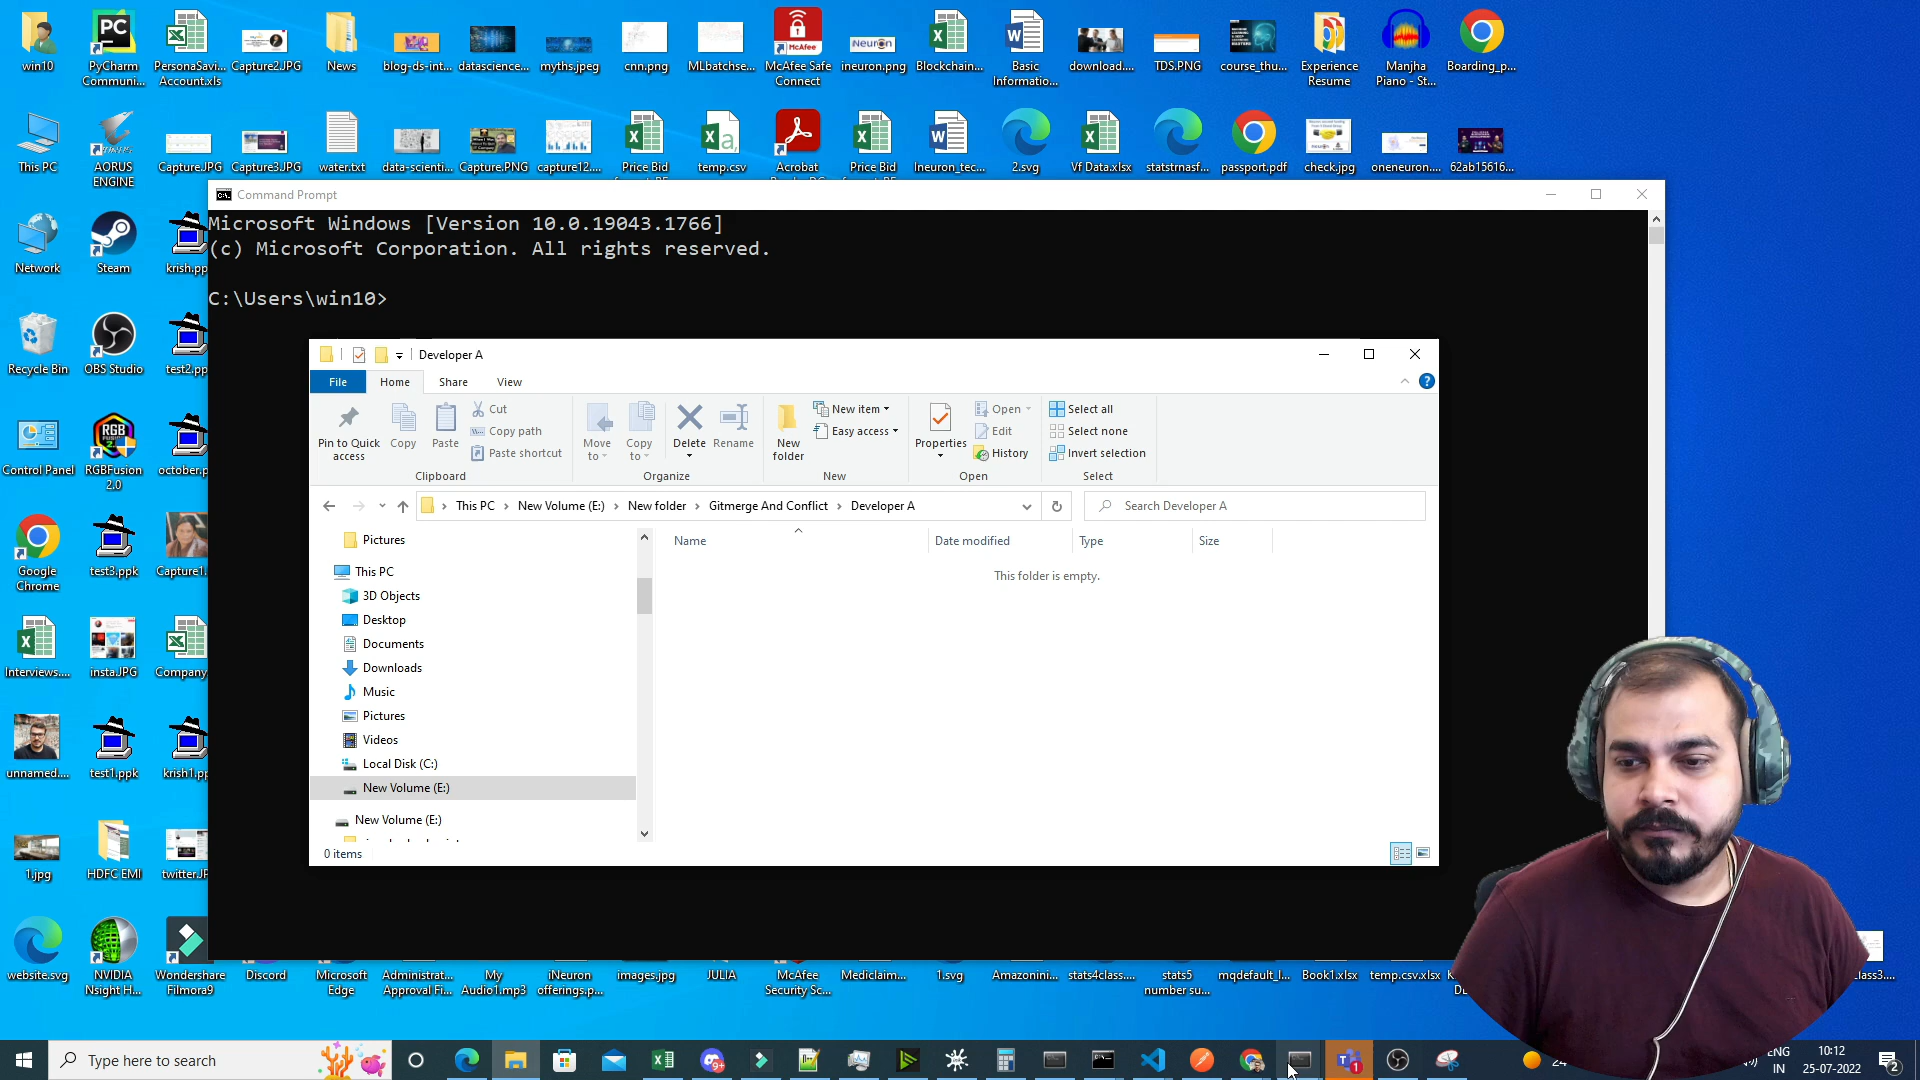 win10
PyCharm Communi...
PersonaSavi... Account.xls
Capture2.JPG
News
blog-ds-int...
datascience...
myths.jpeg
cnn.png
MLbatchse...
McAfee Safe Connect
ineuron.png
Blockchain...
Basic Informatio...
download....
TDS.PNG
course_thu...
Experience Resume
Manjha Piano - St...
Boarding_p...
This PC
AORUS ENGINE
Capture.JPG
Capture3.JPG
water.txt
data-scienti...
Capture.PNG
capture12....
Price Bid
temp.csv
Acrobat
Price Bid
Ineuron_tec...
2.svg
Vf Data.xlsx
statstrnasf...
passport.pdf
check.jpg
oneneuron....
62ab15616...
Command Prompt
Microsoft Windows [Version 10.0.19043.1766]
(c) Microsoft Corporation. All rights reserved.
C:\Users\win10>
Network
Steam
krish.pp
Recycle Bin
OBS Studio
test2.pp
Control Panel
RGBFusion 2.0
october.p
Google Chrome
test3.ppk
Capture1.
Interviews....
insta.JPG
Company
unnamed....
test1.ppk
krish1.pp
1.jpg
HDFC EMI
twitter.JP
Developer A
File
Home
Share
View
Pin to Quick access
Copy
Paste
Cut
Copy path
Paste shortcut
Clipboard
Move to
Copy to
Delete
Rename
Organize
New folder
New item
Easy access
New
Properties
Open
Edit
History
Open
Select all
Select none
Invert selection
Select
This PC > New Volume (E:) > New folder > Gitmerge And Conflict > Developer A
Search Developer A
Pictures
This PC
3D Objects
Desktop
Documents
Downloads
Music
Pictures
Videos
Local Disk (C:)
New Volume (E:)
New Volume (E:)
Name
Date modified
Type
Size
This folder is empty.
0 items
website.svg
NVIDIA Nsight H...
Wondershare Filmora9
Discord
Microsoft Edge
Administrat... Approval Fi...
My Audio1.mp3
iNeuron offerings.p...
images.jpg
JULIA
McAfee Security Sc...
Mediclaim...
1.svg
Amazonini...
stats4class....
stats5 number su...
mqdefault_l...
Book1.xlsx
temp.csv.xlsx
class3....
Type here to search
ENG
IN
10:12
25-07-2022